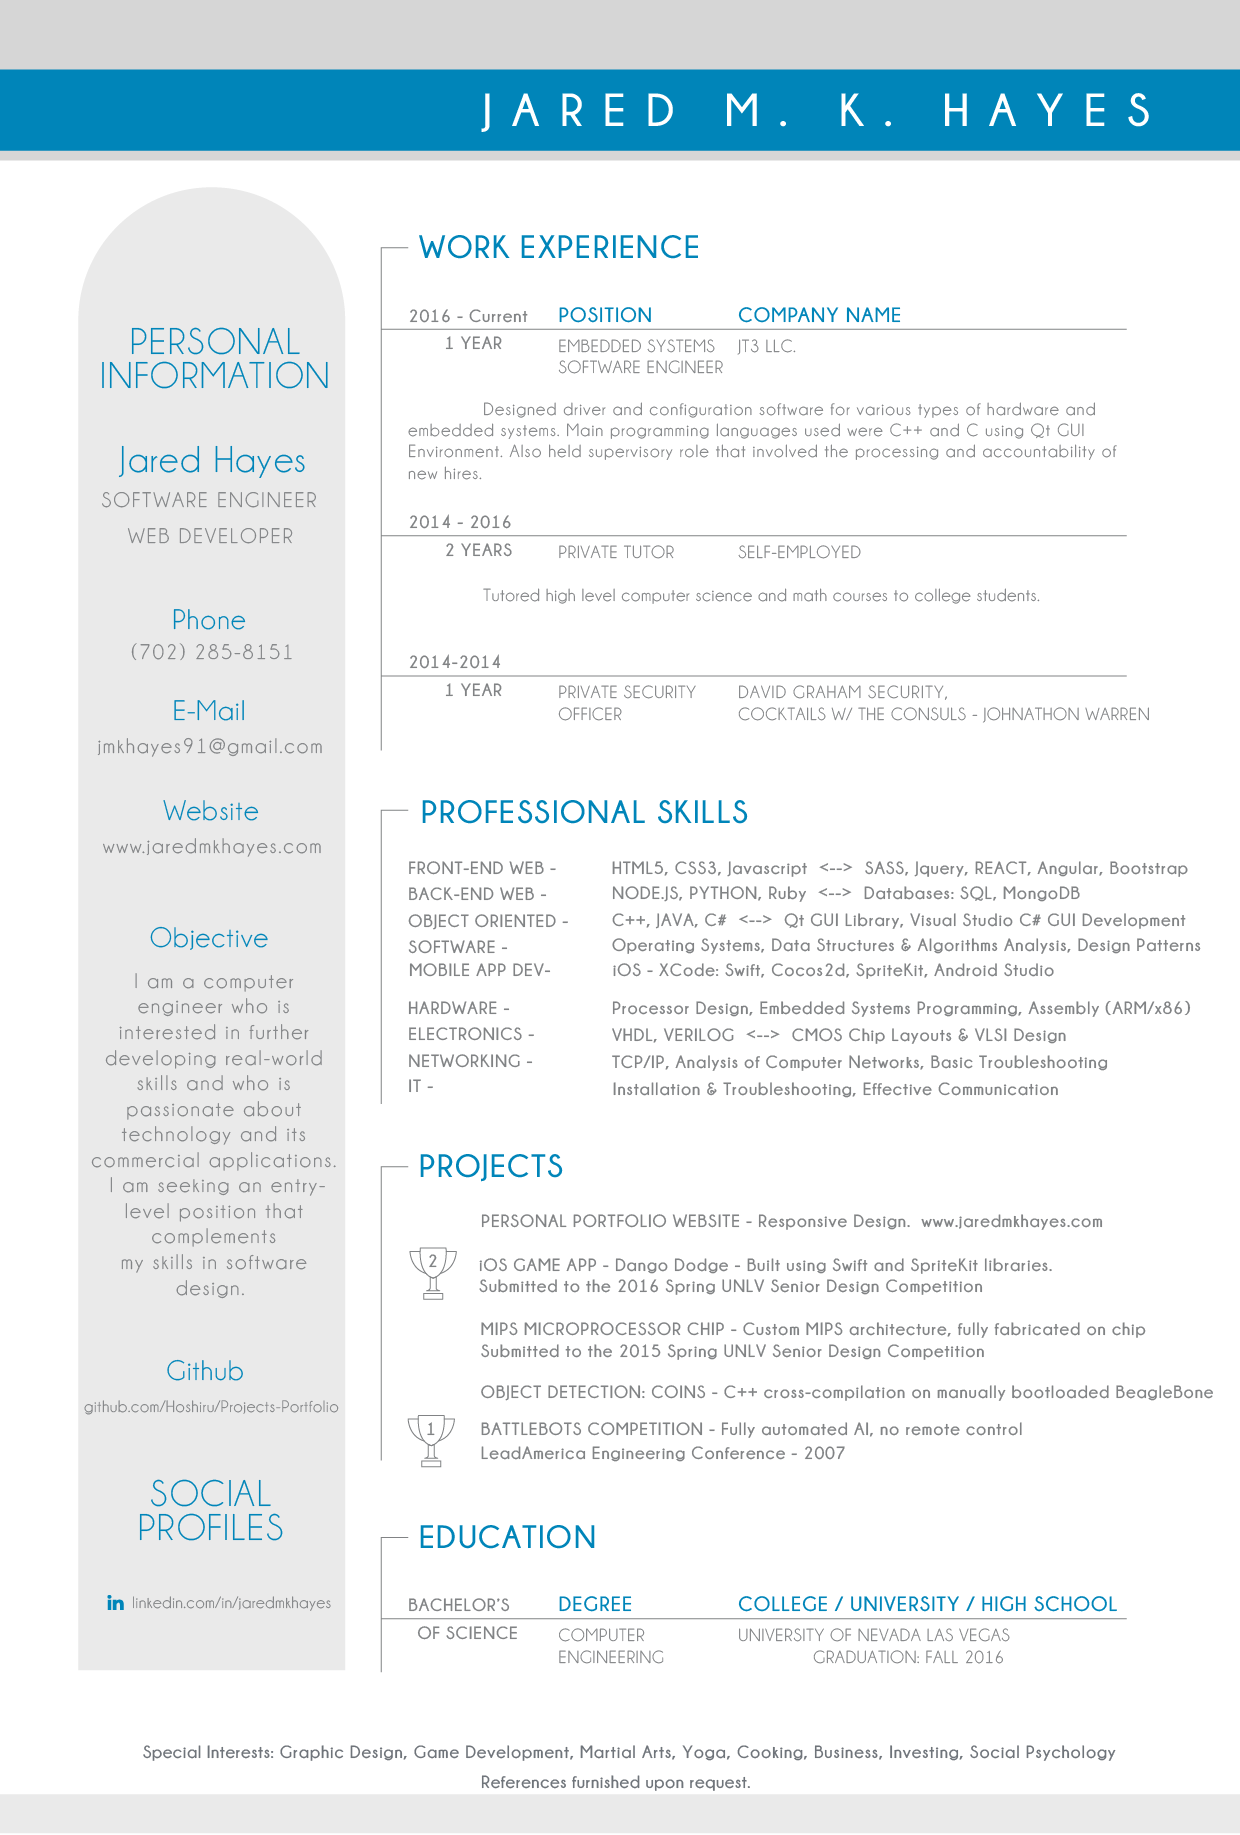 JARED M. K. HAYES
PERSONAL
INFORMATION
Jared Hayes
SOFTWARE ENGINEER
WEB DEVELOPER
Phone
(702) 285-8151
E-Mail
jmkhayes91@gmail.com
Website
www.jaredmkhayes.com
Objective
I am a computer
engineer who is
interested in further
developing real-world
skills and who is
passionate about
technology and its
commercial applications.
I am seeking an entry-
level position that
complements
my skills in software
design.
Github
github.com/Hoshiru/Projects-Portfolio
SOCIAL
PROFILES
in linkedin.com/in/jaredmkhayes
WORK EXPERIENCE
2016 - Current POSITION COMPANY NAME
1 YEAR EMBEDDED SYSTEMS JT3 LLC.
SOFTWARE ENGINEER
Designed driver and configuration software for various types of hardware and
embedded systems. Main programming languages used were C++ and C using Qt GUI
Environment. Also held supervisory role that involved the processing and accountability of
new hires.
2014 - 2016
2 YEARS PRIVATE TUTOR SELF-EMPLOYED
Tutored high level computer science and math courses to college students.
2014-2014
1 YEAR PRIVATE SECURITY DAVID GRAHAM SECURITY,
OFFICER COCKTAILS W/ THE CONSULS - JOHNATHON WARREN
PROFESSIONAL SKILLS
FRONT-END WEB - HTML5, CSS3, Javascript <--> SASS, Jquery, REACT, Angular, Bootstrap
BACK-END WEB - NODE.JS, PYTHON, Ruby <--> Databases: SQL, MongoDB
OBJECT ORIENTED - C++, JAVA, C# <--> Qt GUI Library, Visual Studio C# GUI Development
SOFTWARE - Operating Systems, Data Structures & Algorithms Analysis, Design Patterns
MOBILE APP DEV- iOS - XCode: Swift, Cocos2d, SpriteKit, Android Studio
HARDWARE - Processor Design, Embedded Systems Programming, Assembly (ARM/x86)
ELECTRONICS - VHDL, VERILOG <--> CMOS Chip Layouts & VLSI Design
NETWORKING - TCP/IP, Analysis of Computer Networks, Basic Troubleshooting
IT - Installation & Troubleshooting, Effective Communication
PROJECTS
PERSONAL PORTFOLIO WEBSITE - Responsive Design. www.jaredmkhayes.com
2 iOS GAME APP - Dango Dodge - Built using Swift and SpriteKit libraries.
Submitted to the 2016 Spring UNLV Senior Design Competition
MIPS MICROPROCESSOR CHIP - Custom MIPS architecture, fully fabricated on chip
Submitted to the 2015 Spring UNLV Senior Design Competition
OBJECT DETECTION: COINS - C++ cross-compilation on manually bootloaded BeagleBone
1 BATTLEBOTS COMPETITION - Fully automated AI, no remote control
LeadAmerica Engineering Conference - 2007
EDUCATION
BACHELOR'S DEGREE COLLEGE / UNIVERSITY / HIGH SCHOOL
OF SCIENCE COMPUTER UNIVERSITY OF NEVADA LAS VEGAS
ENGINEERING GRADUATION: FALL 2016
Special Interests: Graphic Design, Game Development, Martial Arts, Yoga, Cooking, Business, Investing, Social Psychology
References furnished upon request.